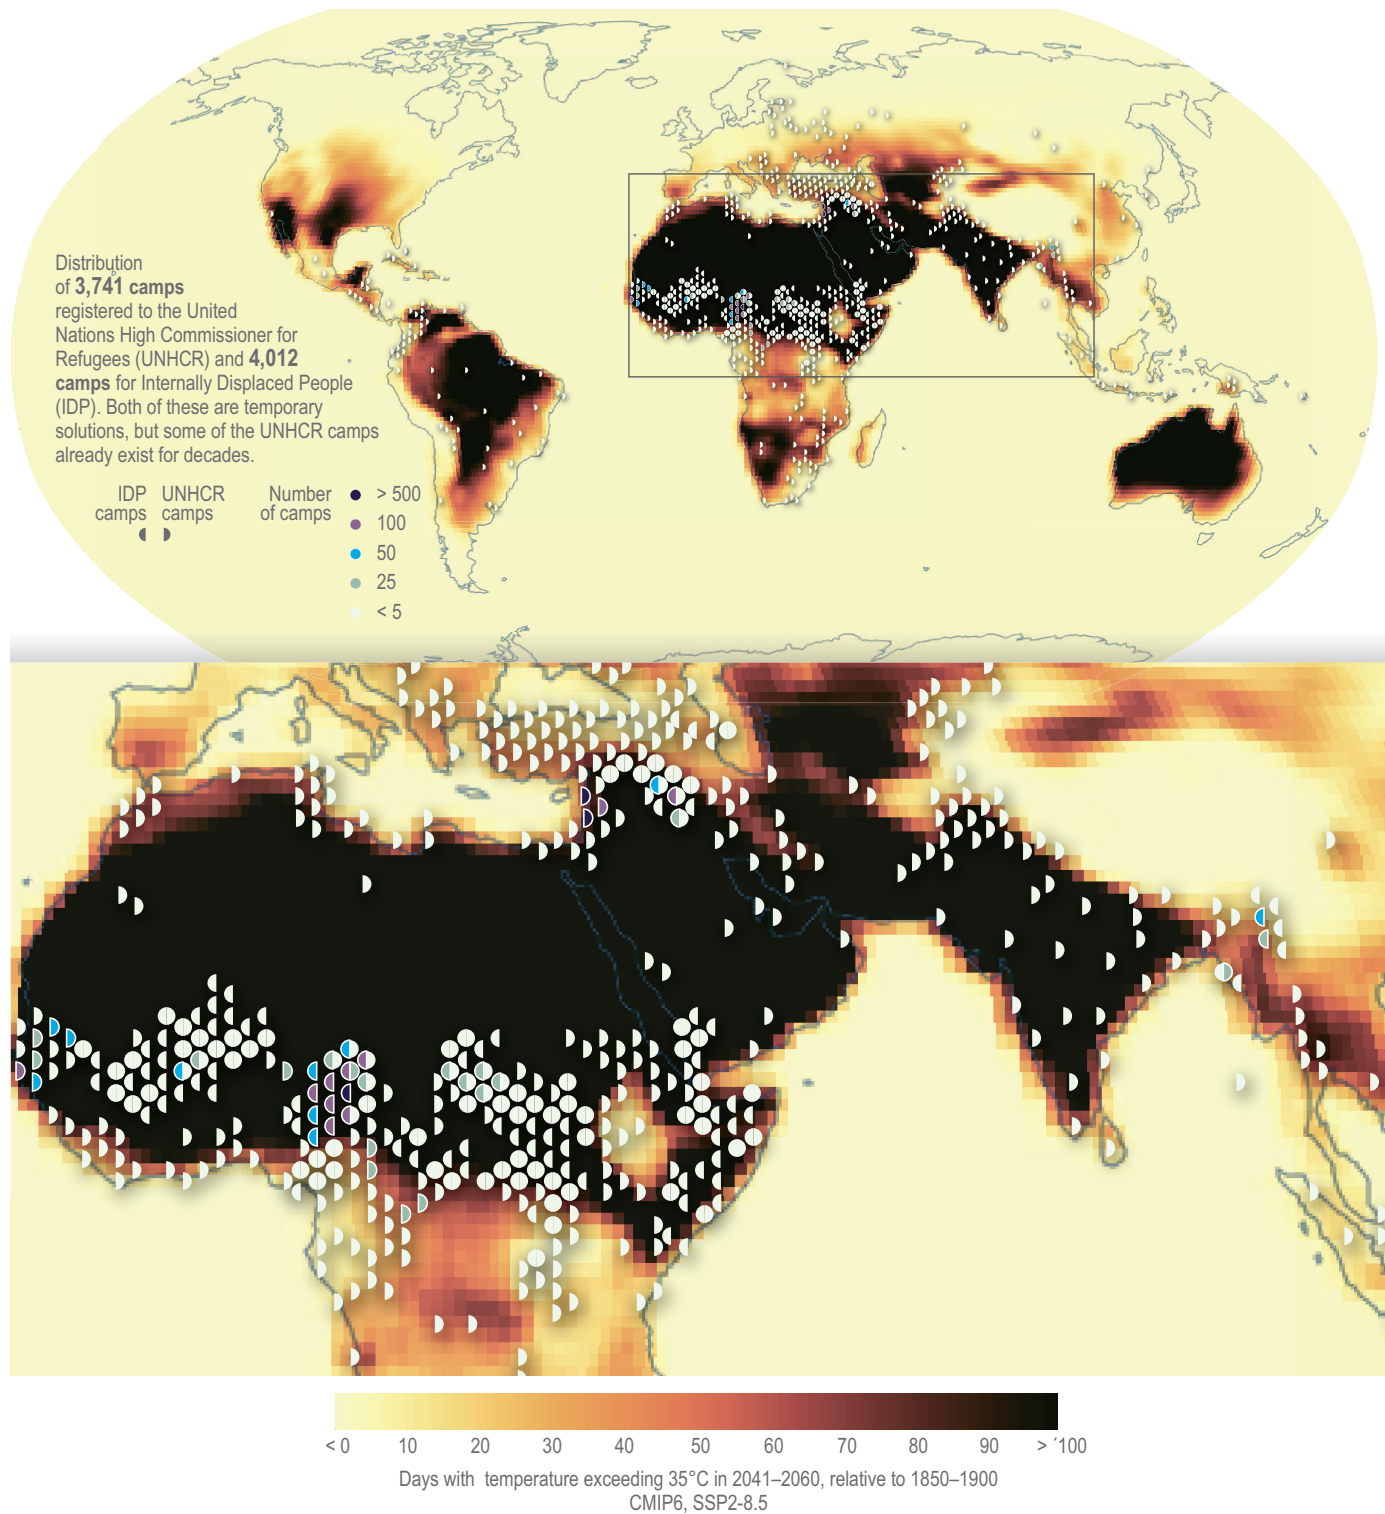 Distribution
of 3,741 camps
registered to the United
Nations High Commissioner for
Refugees (UNHCR) and 4,012
camps for Internally Displaced People
(IDP). Both of these are temporary
solutions, but some of the UNHCR camps
already exist for decades.
IDP camps
UNHCR camps
Number of camps
> 500
100
50
25
< 5
< 0 10 20 30 40 50 60 70 80 90 > ´100
Days with temperature exceeding 35°C in 2041–2060, relative to 1850–1900
CMIP6, SSP2-8.5